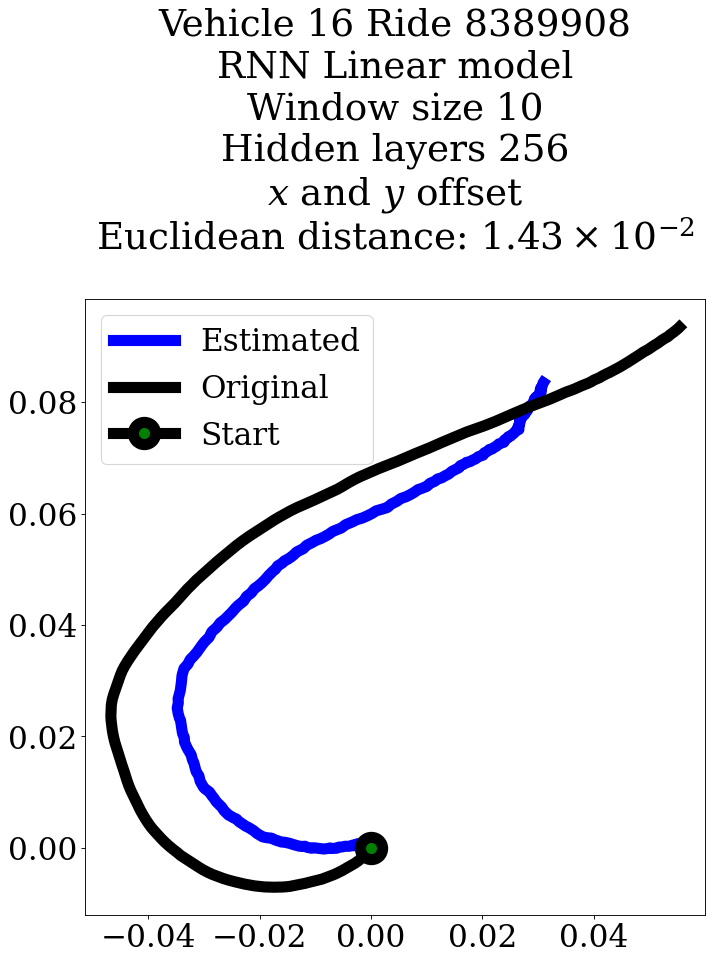 Vehicle 16 Ride 8389908
RNN Linear model
Window size 10
Hidden layers 256
x and y offset
Euclidean distance: 1.43 × 10⁻²
Estimated
Original
Start
0.08
0.06
0.04
0.02
0.00
−0.04 −0.02 0.00 0.02 0.04